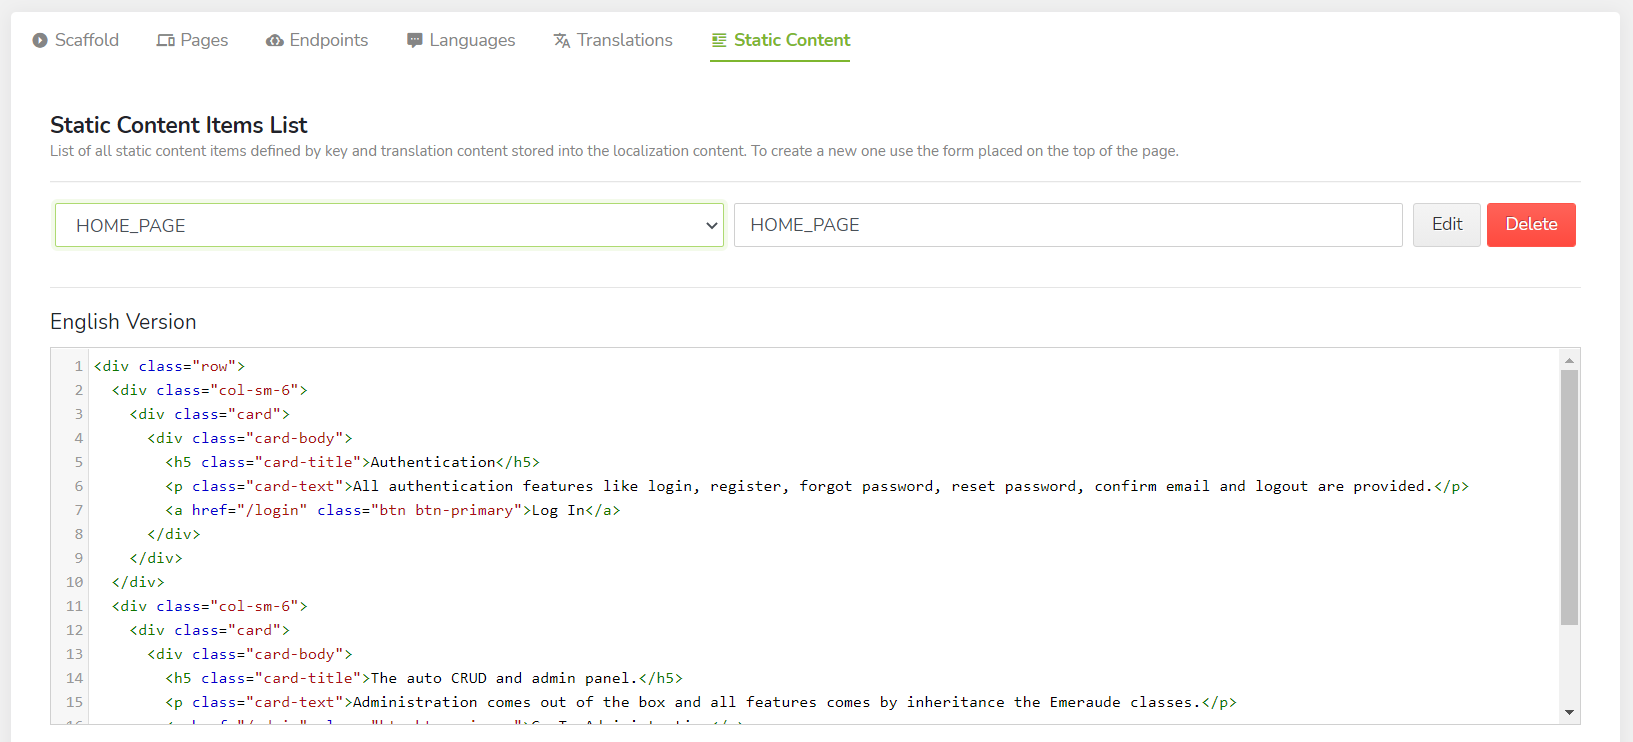 Scaffold Pages Endpoints Languages Translations Static Content
Static Content Items List
List of all static content items defined by key and translation content stored into the localization content. To create a new one use the form placed on the top of the page.
HOME_PAGE HOME_PAGE Edit Delete
English Version
1 <div class="row">
2 <div class="col-sm-6">
3 <div class="card">
4 <div class="card-body">
5 <h5 class="card-title">Authentication</h5>
6 <p class="card-text">All authentication features like login, register, forgot password, reset password, confirm email and logout are provided.</p>
7 <a href="/login" class="btn btn-primary">Log In</a>
8 </div>
9 </div>
10 </div>
11 <div class="col-sm-6">
12 <div class="card">
13 <div class="card-body">
14 <h5 class="card-title">The auto CRUD and admin panel.</h5>
15 <p class="card-text">Administration comes out of the box and all features comes by inheritance the Emeraude classes.</p>